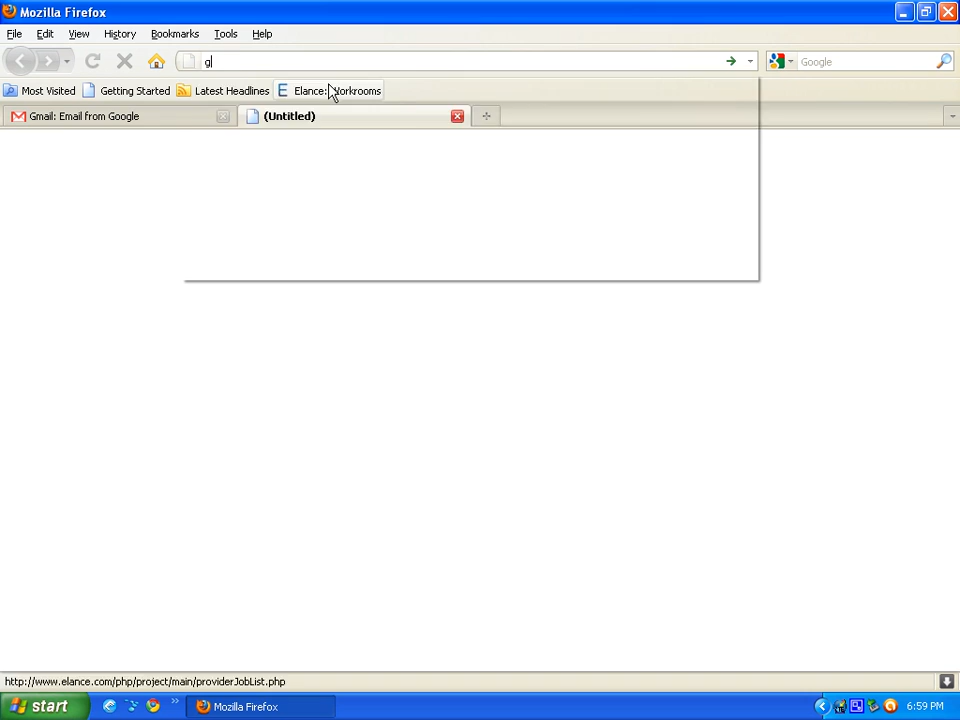 Mozilla Firefox
File Edit View History Bookmarks Tools Help
g Google
Most Visited Getting Started Latest Headlines Elance: Workrooms
Gmail: Email from Google (Untitled)
http://www.elance.com/php/project/main/providerJobList.php
start Mozilla Firefox 6:59 PM